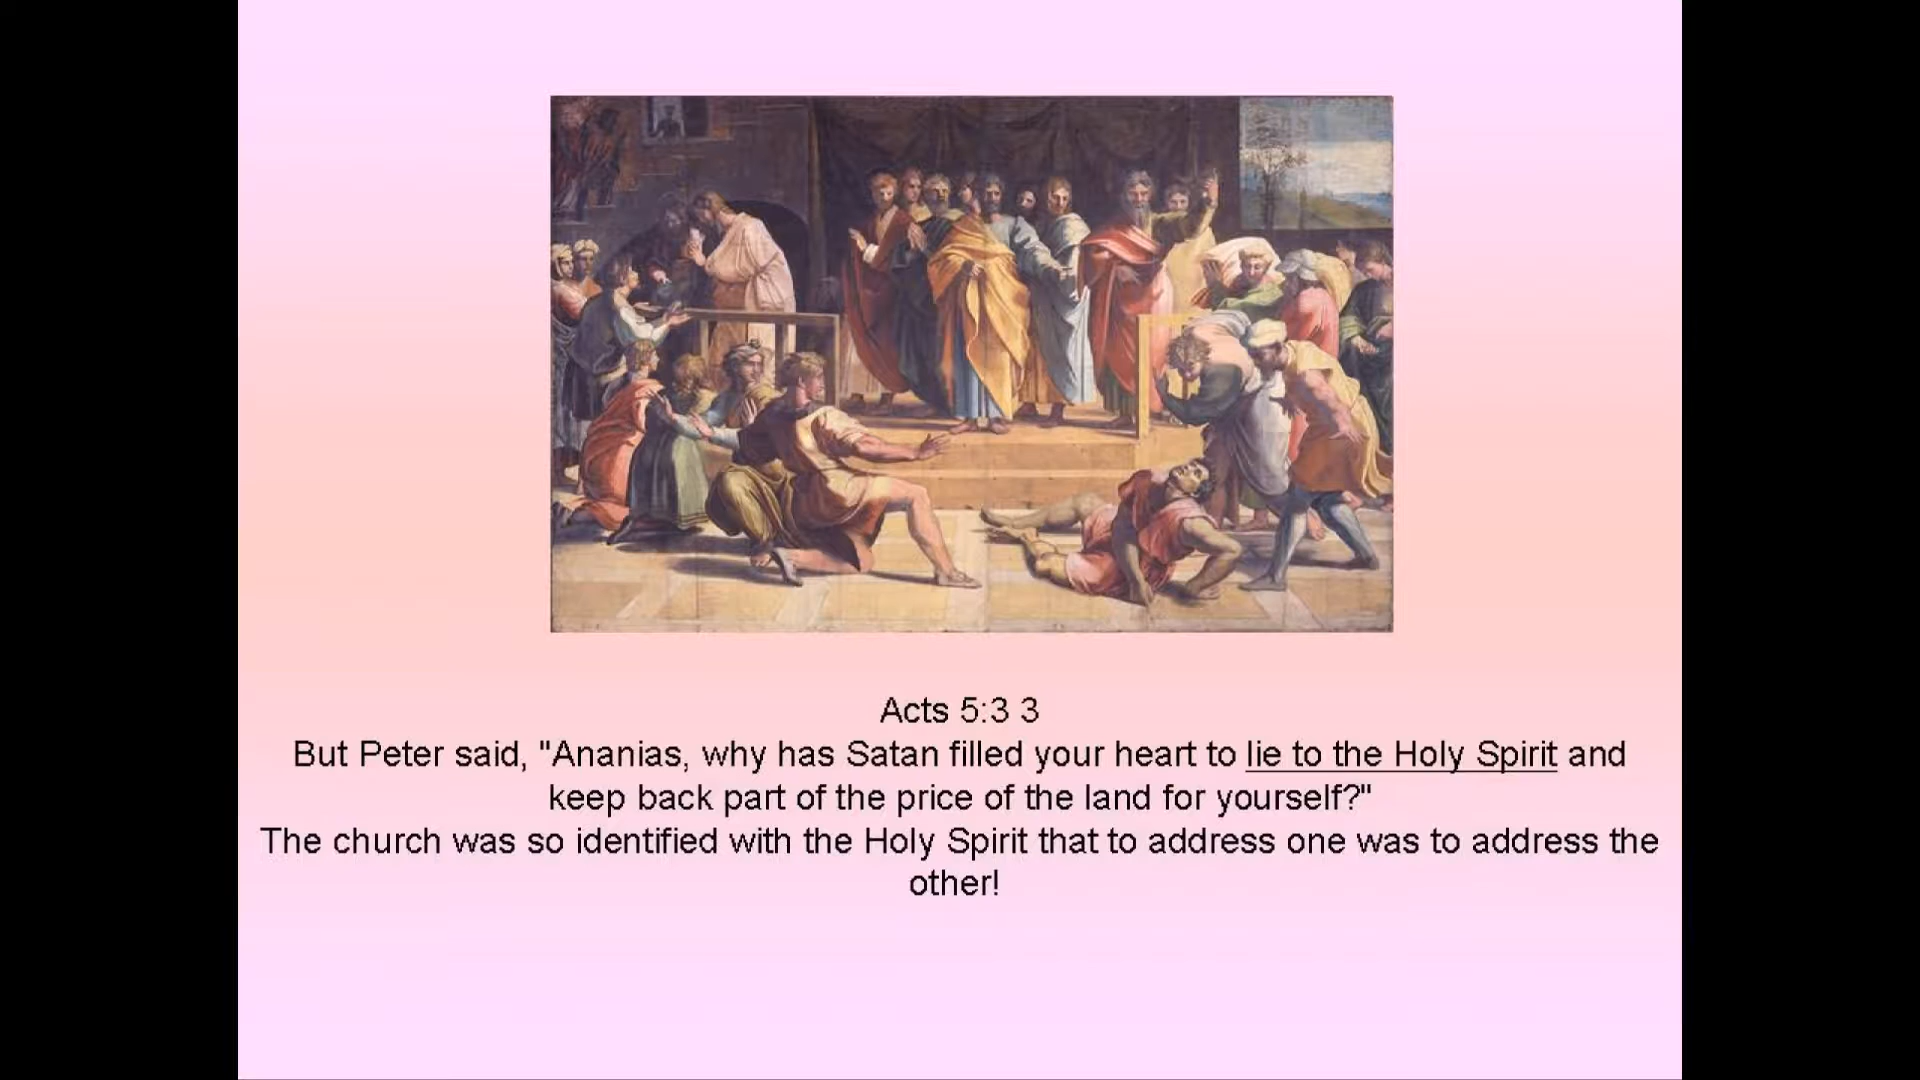 Acts 5:3 3
But Peter said, "Ananias, why has Satan filled your heart to lie to the Holy Spirit and
keep back part of the price of the land for yourself?"
The church was so identified with the Holy Spirit that to address one was to address the
other!